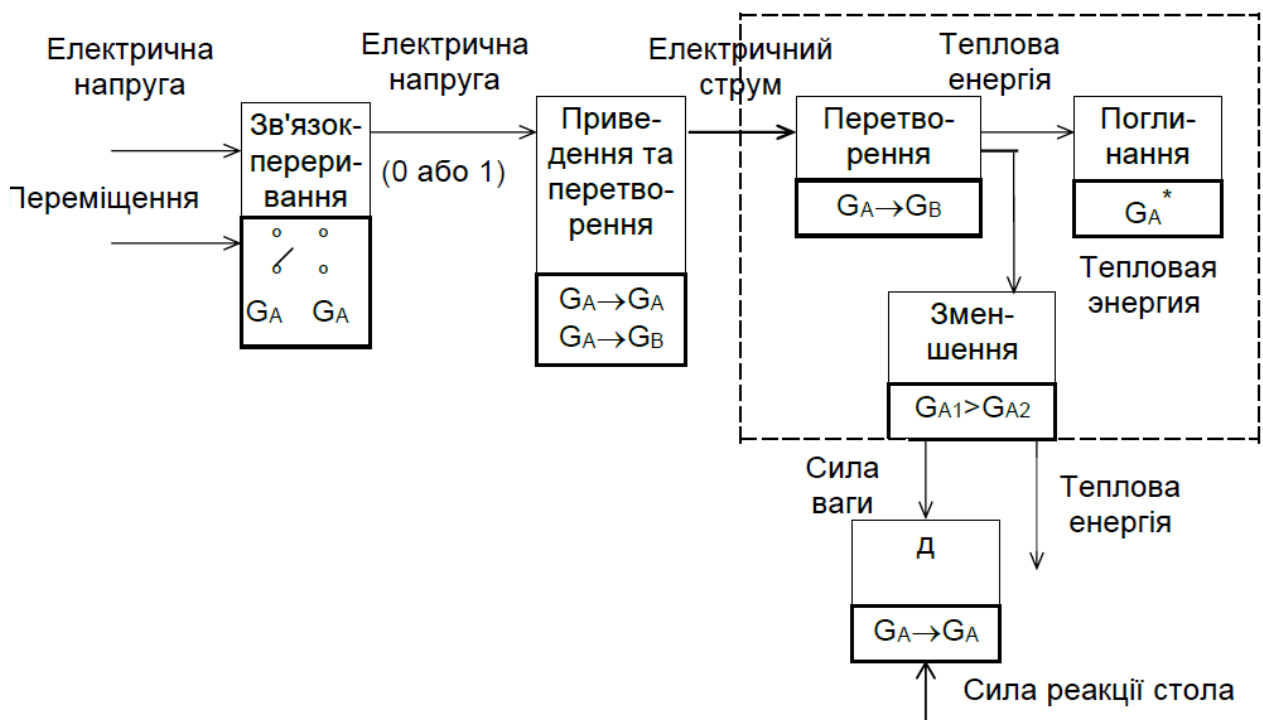 Електрична
напруга
Електрична
напруга
Електричний
струм
Теплова
енергія
Зв'язок-
перери-
вання
Приве-
дення та
перетво-
рення
Перетво-
рення
Погли-
нання
(0 або 1)
Переміщення
GA→GB
GA*
GA GA
GA→GA
GA→GB
Тепловая
энергия
Змен-
шення
GA1>GA2
Сила
ваги
Теплова
енергія
д
GA→GA
Сила реакції стола